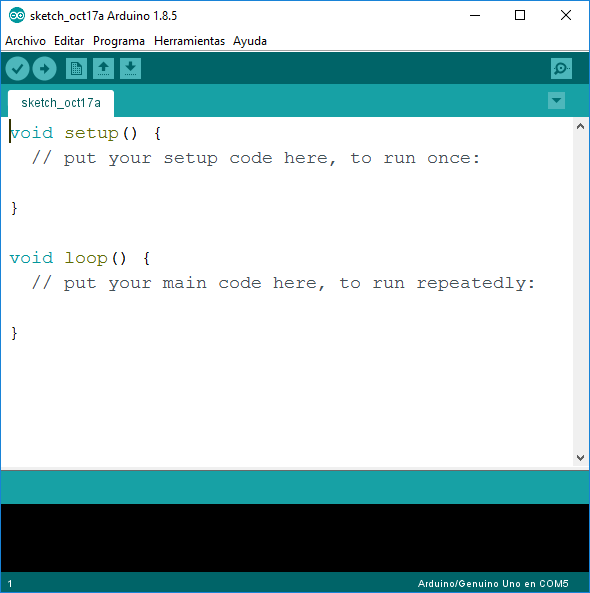 sketch_oct17a Arduino 1.8.5
Archivo Editar Programa Herramientas Ayuda
sketch_oct17a
void setup() {
  // put your setup code here, to run once:
}
void loop() {
  // put your main code here, to run repeatedly:
}
1 Arduino/Genuino Uno en COM5